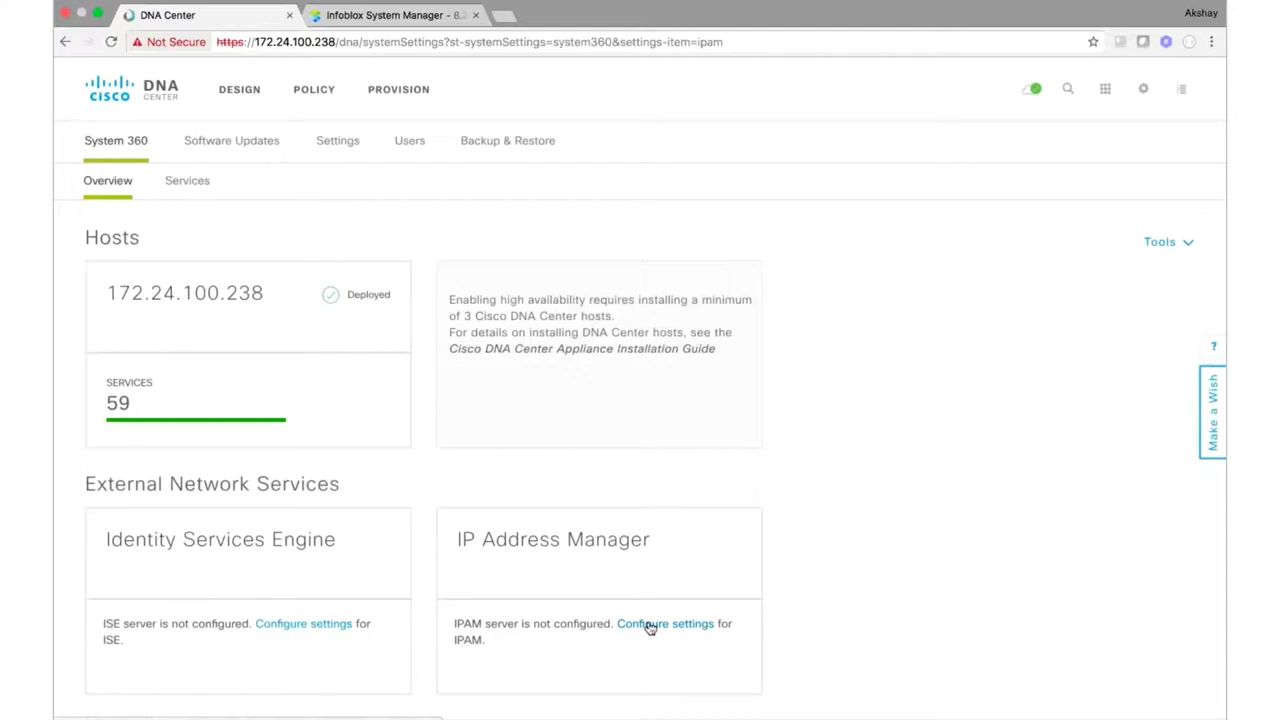 DNA Center
Infoblox System Manager - 8.
Akshay
Not Secure https://172.24.100.238/dna/systemSettings?st-systemSettings=system360&settings-item=ipam
CISCO
DNA
CENTER
DESIGN
POLICY
PROVISION
System 360
Software Updates
Settings
Users
Backup & Restore
Overview
Services
Hosts
Tools
172.24.100.238
Deployed
SERVICES
59
Enabling high availability requires installing a minimum
of 3 Cisco DNA Center hosts.
For details on installing DNA Center hosts, see the
Cisco DNA Center Appliance Installation Guide
?
Make a Wish
External Network Services
Identity Services Engine
ISE server is not configured. Configure settings for
ISE.
IP Address Manager
IPAM server is not configured. Configure settings for
IPAM.